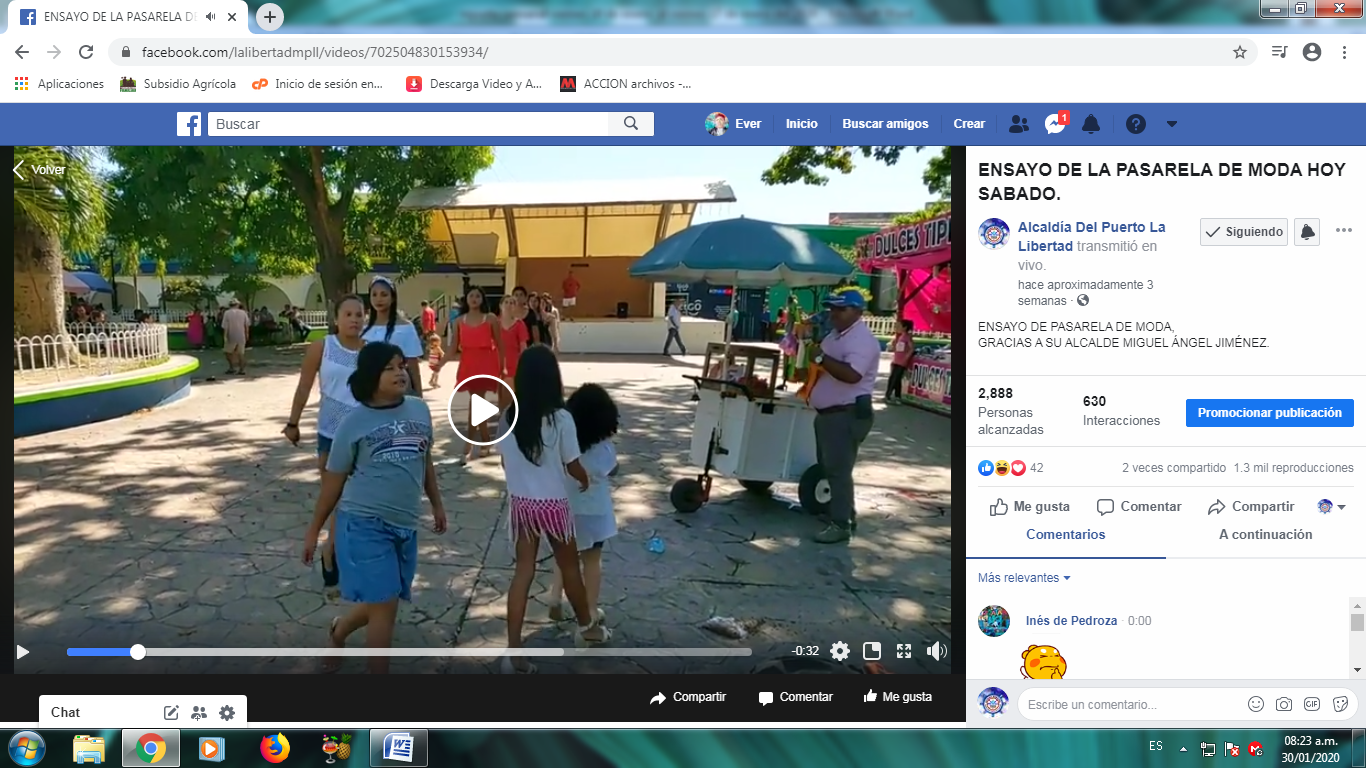 ENSAYO DE LA PASARELA DE
facebook.com/lalibertadmpll/videos/702504830153934/
Aplicaciones
Subsidio Agrícola
Inicio de sesión en...
Descarga Video y A...
ACCION archivos -...
Buscar
Ever
Inicio
Buscar amigos
Crear
1
Volver
DULCES TIPI
DULCES TIP
-0:32
Compartir
Comentar
Me gusta
Chat
ENSAYO DE LA PASARELA DE MODA HOY
SABADO.
Alcaldía Del Puerto La
Libertad transmitió en
vivo.
hace aproximadamente 3
semanas ·
Siguiendo
ENSAYO DE PASARELA DE MODA,
GRACIAS A SU ALCALDE MIGUEL ÁNGEL JIMÉNEZ.
2,888
Personas
alcanzadas
630
Interacciones
Promocionar publicación
42
2 veces compartido 1.3 mil reproducciones
Me gusta
Comentar
Compartir
Comentarios
A continuación
Más relevantes
Inés de Pedroza · 0:00
Escribe un comentario...
GIF
ES
08:23 a.m.
30/01/2020